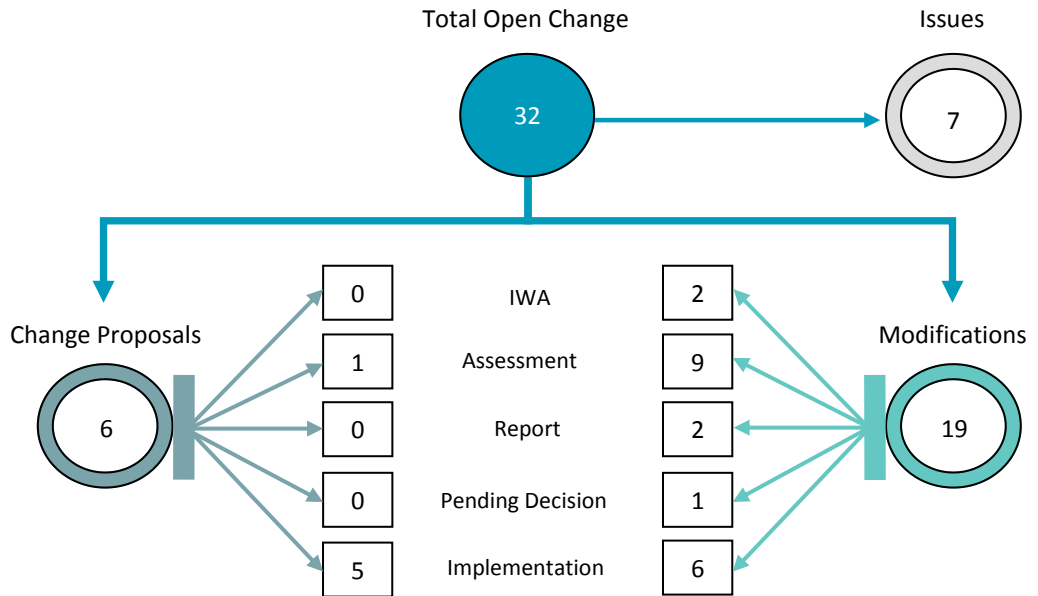 Total Open Change
Issues
32
7
Change Proposals
6
Modifications
19
0 IWA 2
1 Assessment 9
0 Report 2
0 Pending Decision 1
5 Implementation 6